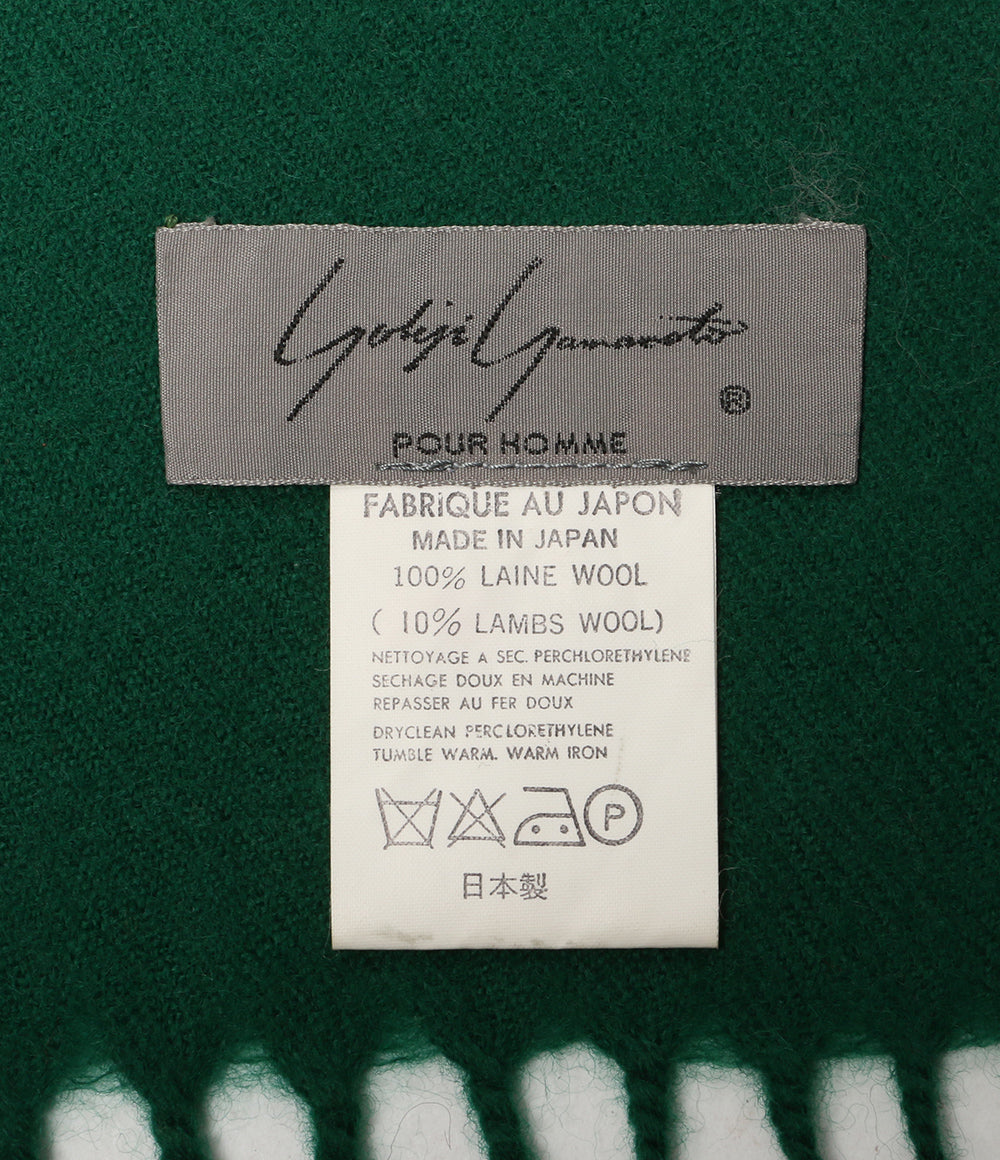 Yohji Yamamoto
®
POUR HOMME
FABRiQUE AU JAPON
MADE IN JAPAN
100% LAINE WOOL
( 10% LAMBS WOOL)
NETTOYAGE A SEC. PERCHLORETHYLENE
SECHAGE DOUX EN MACHINE
REPASSER AU FER DOUX
DRYCLEAN PERCLORETHYLENE
TUMBLE WARM. WARM IRON
P
日本製